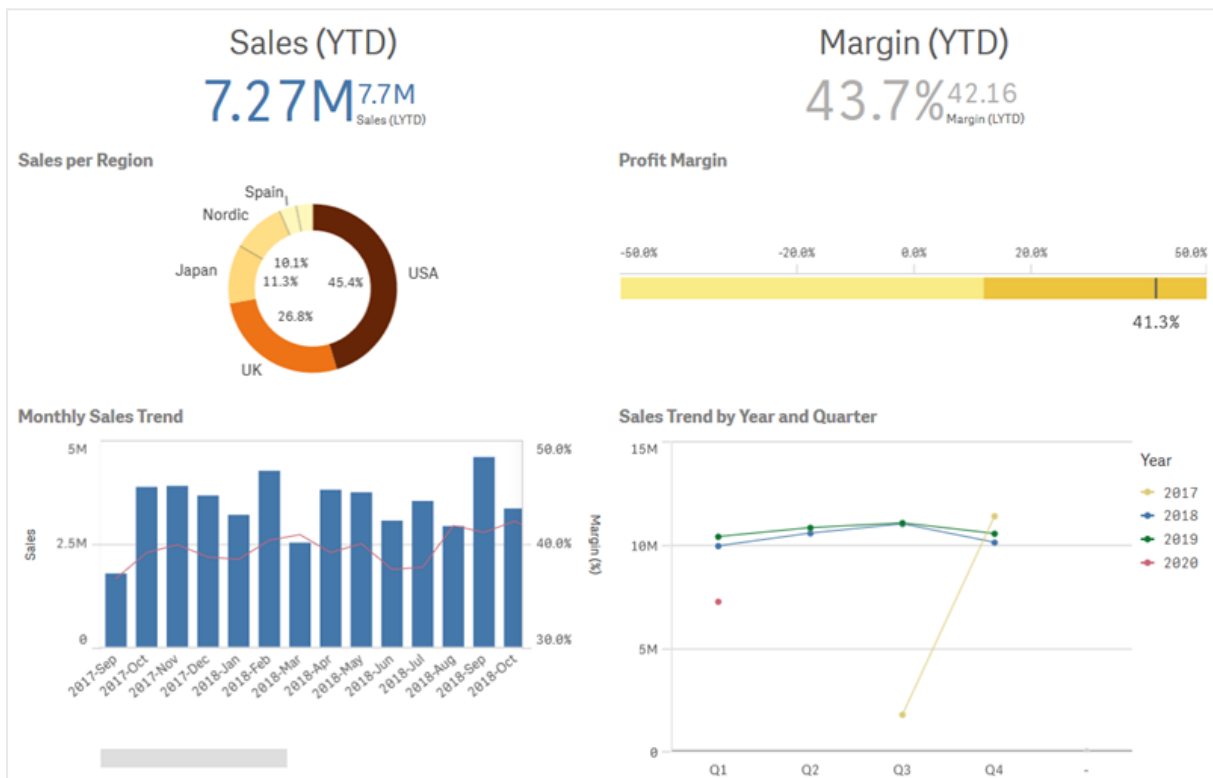 Sales (YTD)
7.27M 7.7M
Sales (LYTD)
Margin (YTD)
43.7% 42.16
Margin (LYTD)
Sales per Region
Spain
Nordic
Japan
USA
UK
10.1%
11.3%
45.4%
26.8%
Profit Margin
-50.0% -20.0% 0.0% 20.0% 50.0%
41.3%
Monthly Sales Trend
5M
2.5M
0
Sales
50.0%
40.0%
30.0%
Margin (%)
2017-Sep
2017-Oct
2017-Nov
2017-Dec
2018-Jan
2018-Feb
2018-Mar
2018-Apr
2018-May
2018-Jun
2018-Jul
2018-Aug
2018-Sep
2018-Oct
Sales Trend by Year and Quarter
15M
10M
5M
0
Q1 Q2 Q3 Q4 -
Year
2017
2018
2019
2020